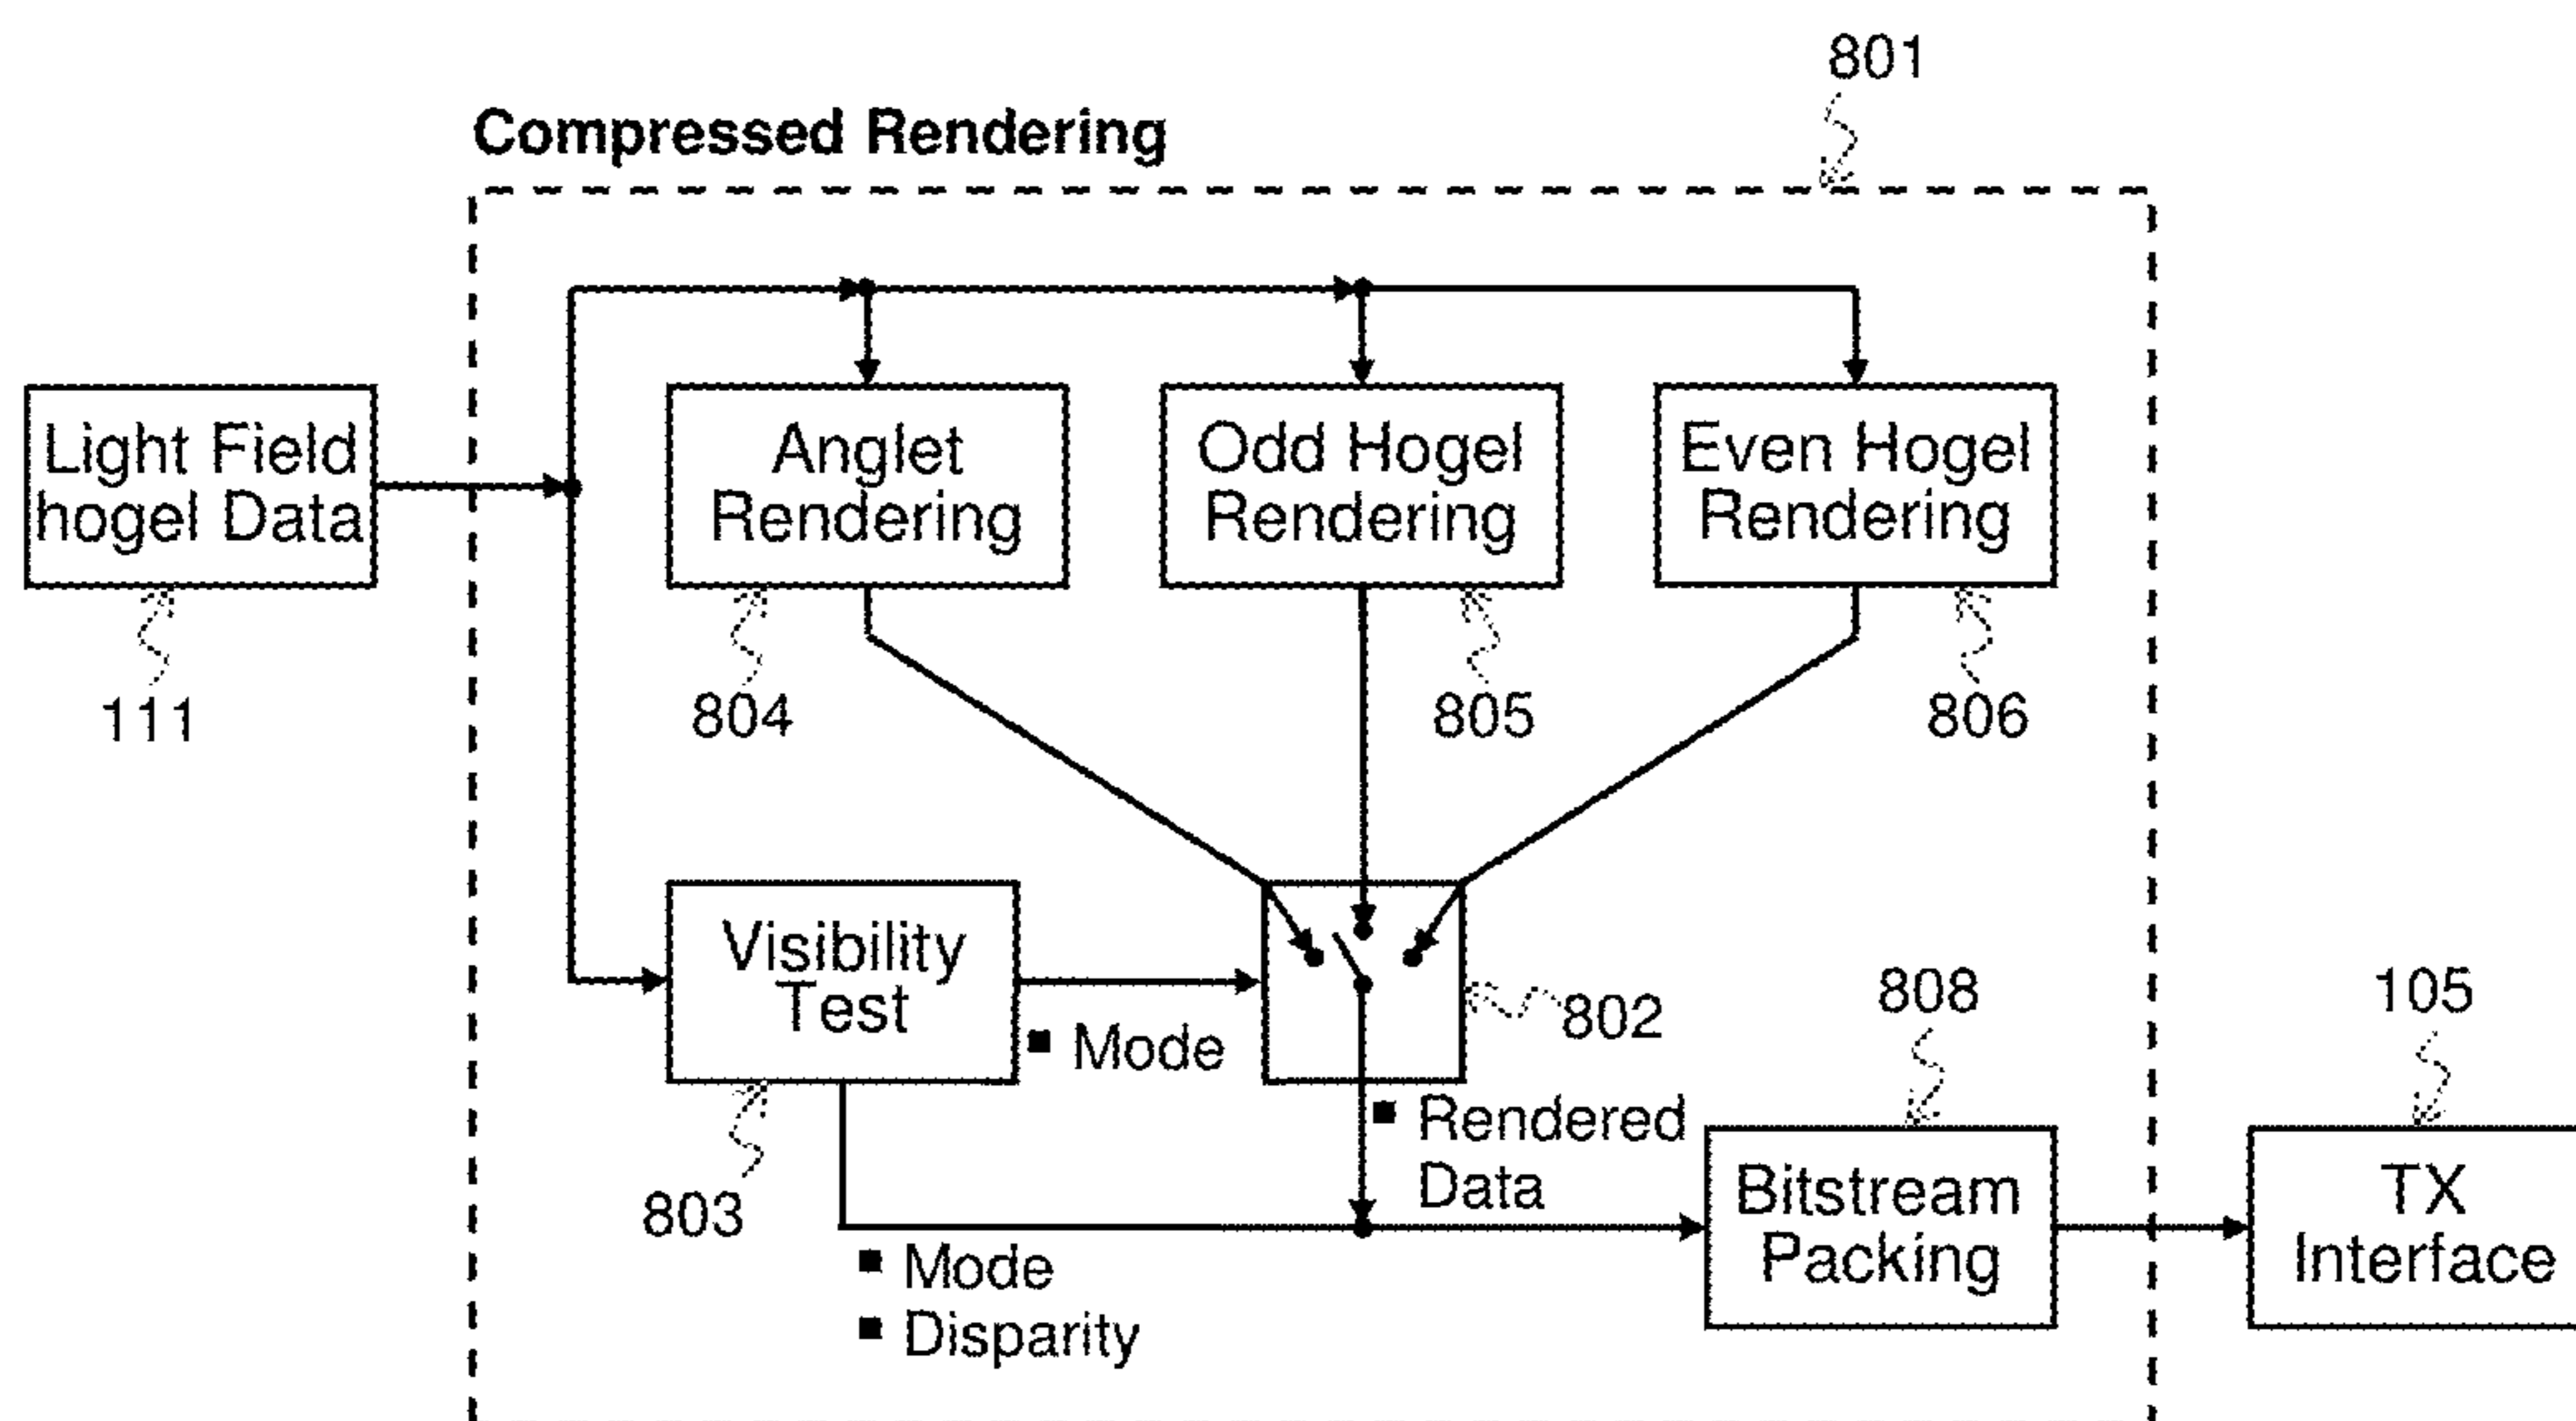 801
Compressed Rendering
Light Field
hogel Data
111
Anglet
Rendering
804
Odd Hogel
Rendering
805
Even Hogel
Rendering
806
Visibility
Test
803
■ Mode
802
■ Rendered
Data
■ Mode
■ Disparity
808
Bitstream
Packing
105
TX
Interface